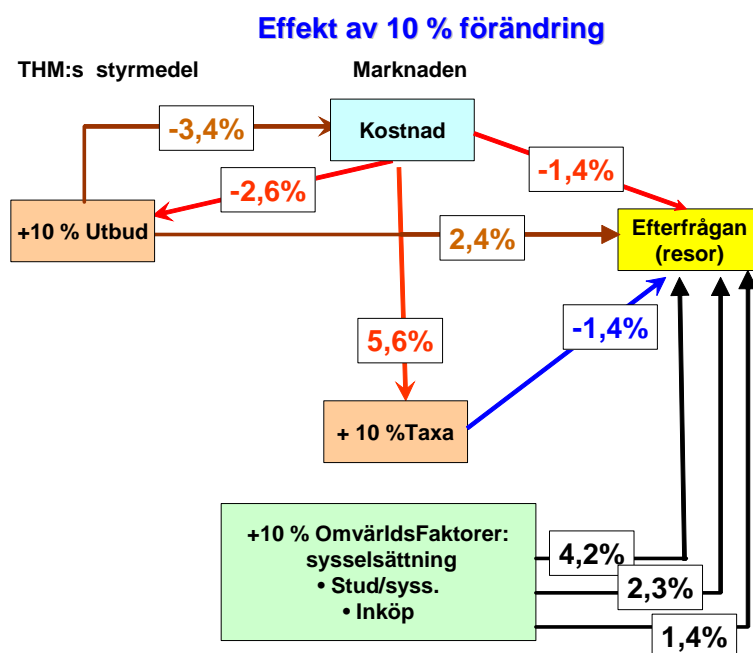 Effekt av 10 % förändring
THM:s styrmedel
Marknaden
-3,4%
Kostnad
-1,4%
-2,6%
+10 % Utbud
2,4%
Efterfrågan
(resor)
5,6%
-1,4%
+ 10 %Taxa
+10 % OmvärldsFaktorer:
sysselsättning
• Stud/syss.
• Inköp
4,2%
2,3%
1,4%